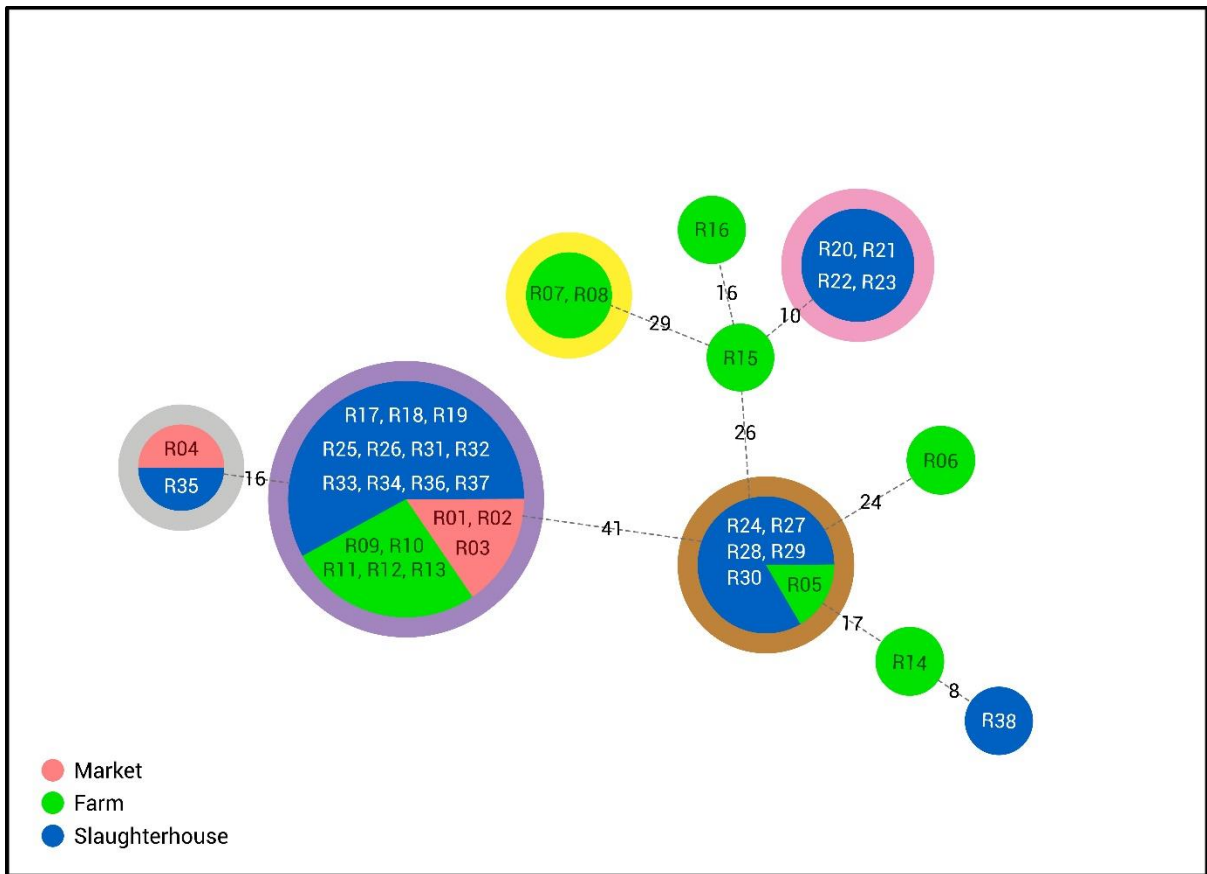 R16
R20, R21
R22, R23
R07, R08
16
10
29
R15
R17, R18, R19
26
R04
R25, R26, R31, R32
R06
16
R35
R33, R34, R36, R37
24
R01, R02
41
R24, R27
R09, R10
R03
R28, R29
R11, R12, R13
R30
R05
17
R14
8
R38
Market
Farm
Slaughterhouse